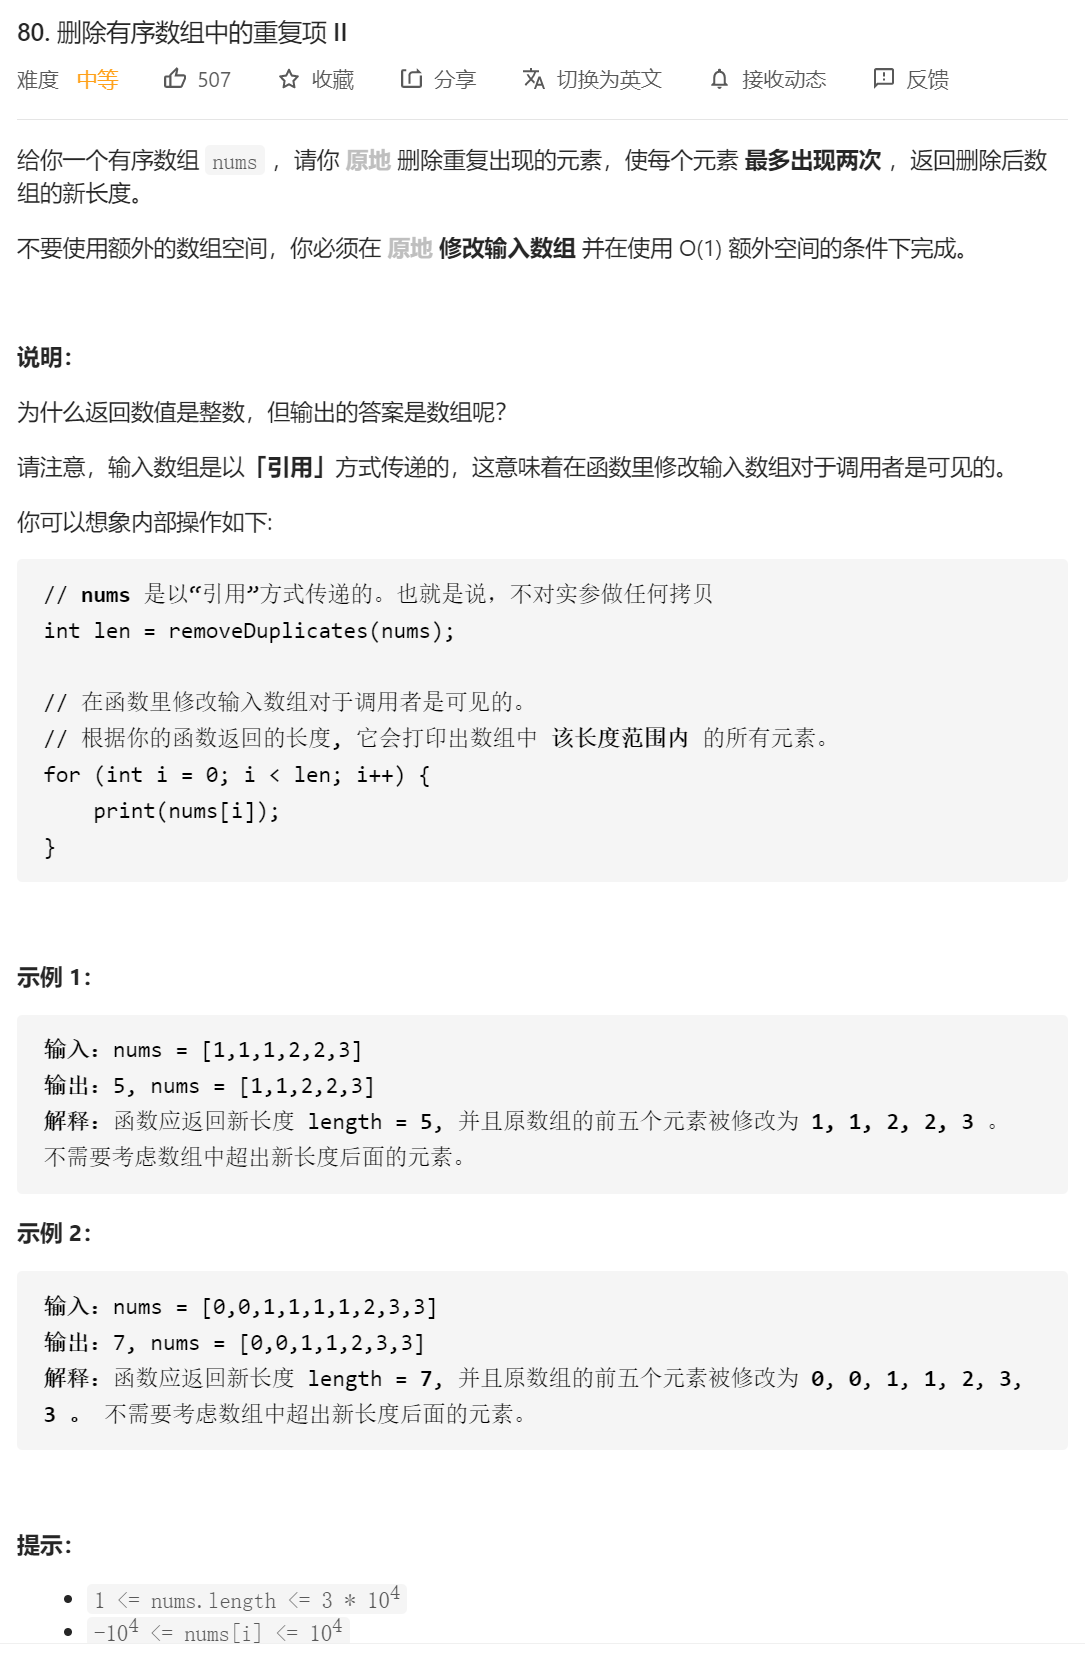 80. 删除有序数组中的重复项 II
难度 中等 507 收藏 分享 切换为英文 接收动态 反馈
给你一个有序数组 nums ，请你 原地 删除重复出现的元素，使每个元素 最多出现两次 ，返回删除后数
组的新长度。
不要使用额外的数组空间，你必须在 原地 修改输入数组 并在使用 O(1) 额外空间的条件下完成。
说明：
为什么返回数值是整数，但输出的答案是数组呢？
请注意，输入数组是以「引用」方式传递的，这意味着在函数里修改输入数组对于调用者是可见的。
你可以想象内部操作如下:
// nums 是以“引用”方式传递的。也就是说，不对实参做任何拷贝
int len = removeDuplicates(nums);
// 在函数里修改输入数组对于调用者是可见的。
// 根据你的函数返回的长度, 它会打印出数组中 该长度范围内 的所有元素。
for (int i = 0; i < len; i++) {
    print(nums[i]);
}
示例 1：
输入：nums = [1,1,1,2,2,3]
输出：5, nums = [1,1,2,2,3]
解释：函数应返回新长度 length = 5, 并且原数组的前五个元素被修改为 1, 1, 2, 2, 3 。
不需要考虑数组中超出新长度后面的元素。
示例 2：
输入：nums = [0,0,1,1,1,1,2,3,3]
输出：7, nums = [0,0,1,1,2,3,3]
解释：函数应返回新长度 length = 7, 并且原数组的前五个元素被修改为 0, 0, 1, 1, 2, 3,
3 。 不需要考虑数组中超出新长度后面的元素。
提示：
• 1 <= nums.length <= 3 * 10⁴
• -10⁴ <= nums[i] <= 10⁴